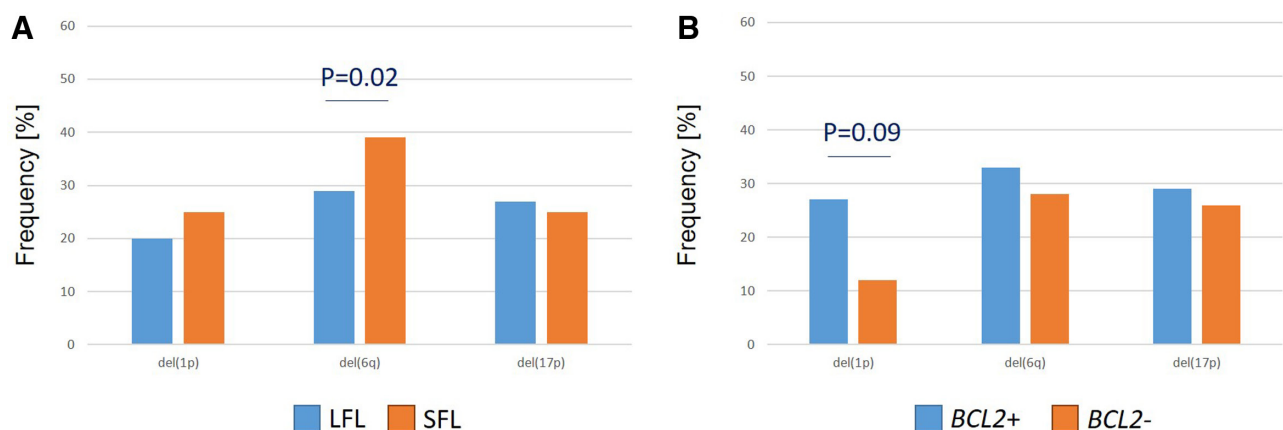 A
Frequency [%]
60
50
40
30
20
10
0
P=0.02
del(1p)
del(6q)
del(17p)
LFL
SFL
B
Frequency [%]
60
50
40
30
20
10
0
P=0.09
del(1p)
del(6q)
del(17p)
BCL2+
BCL2-